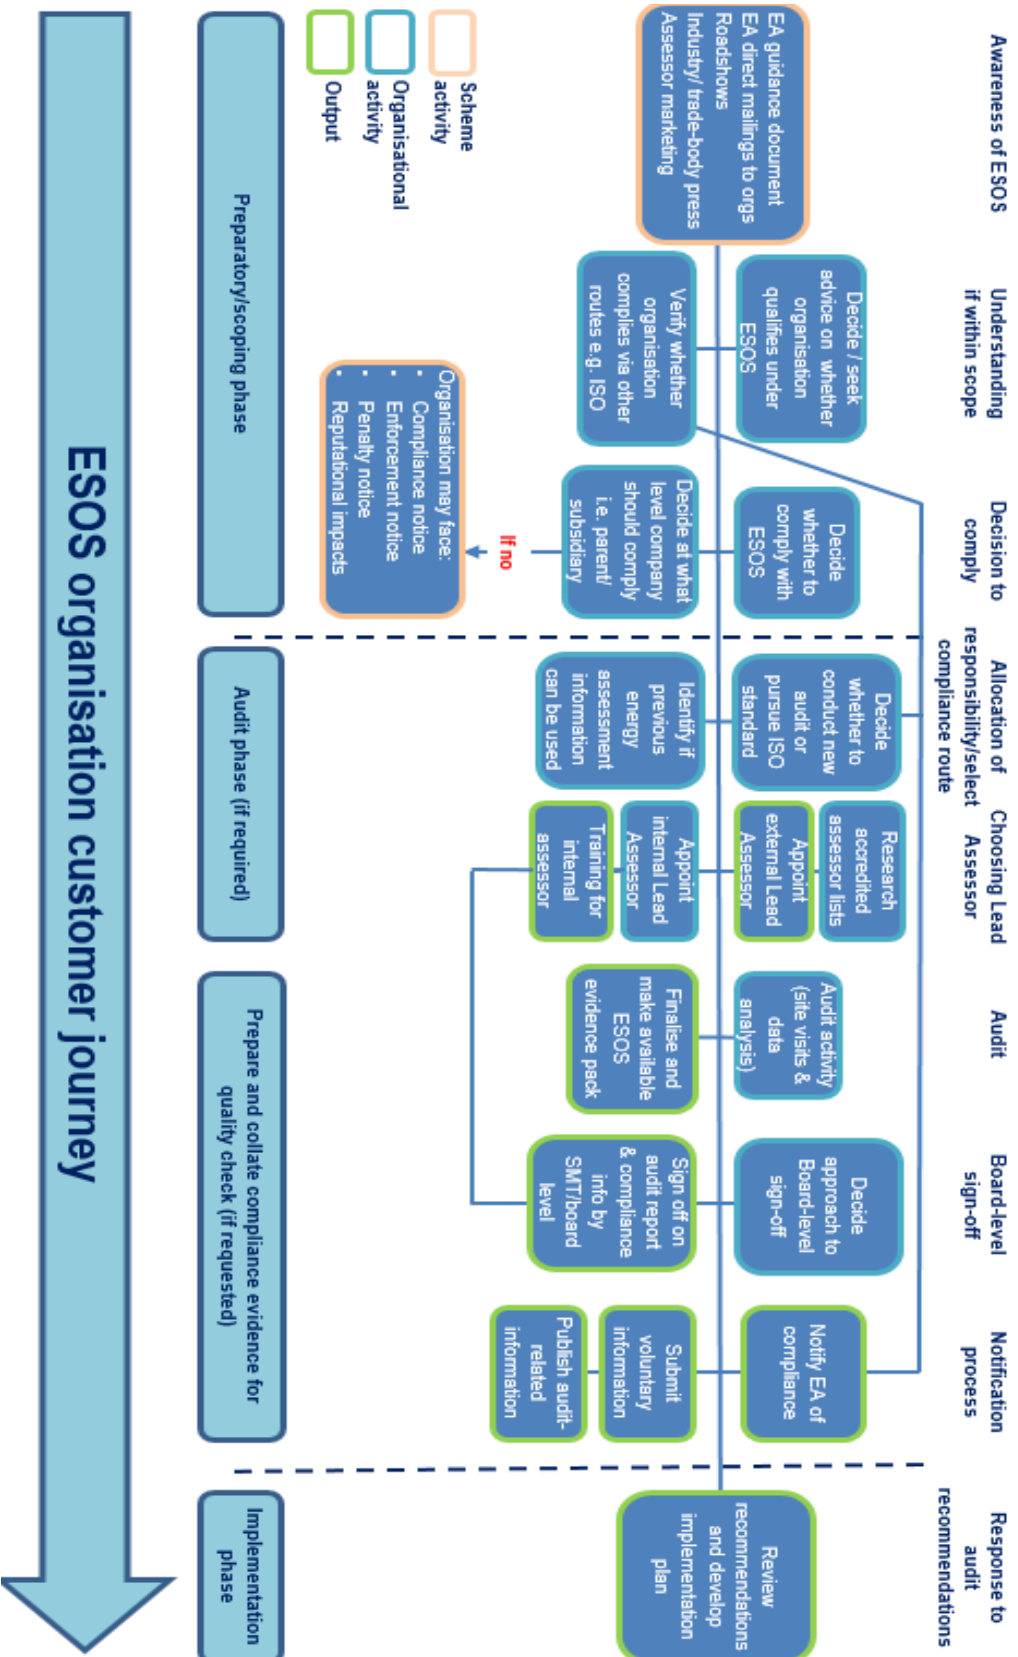 Awareness of ESOS
Understanding
if within scope
Decision to
comply
Allocation of
responsibility/select
compliance route
Choosing Lead
Assessor
Audit
Board-level
sign-off
Notification
process
Response to
audit
recommendations
EA guidance document
EA direct mailings to orgs
Roadshows
Industry/ trade-body press
Assessor marketing
Decide / seek
advice on whether
organisation
qualifies under
ESOS
Verify whether
organisation
complies via other
routes e.g. ISO
Decide
whether to
comply with
ESOS
Decide at what
level company
should comply
i.e. parent/
subsidiary
If no
Organisation may face:
▪ Compliance notice
▪ Enforcement notice
▪ Penalty notice
▪ Reputational impacts
Decide
whether to
conduct new
audit or
pursue ISO
standard
Identify if
previous
energy
assessment
information
can be used
Research
accredited
assessor lists
Appoint
external Lead
Assessor
Appoint
internal Lead
Assessor
Training for
internal
assessor
Audit activity
(site visits &
data
analysis)
Finalise and
make available
ESOS
evidence pack
Decide
approach to
Board-level
sign-off
Sign off on
audit report
& compliance
info by
SMT/board
level
Notify EA of
compliance
Submit
voluntary
information
Publish audit-
related
information
Review
recommendations
and develop
implementation
plan
Scheme
activity
Organisational
activity
Output
Preparatory/scoping phase
Audit phase (if required)
Prepare and collate compliance evidence for
quality check (if requested)
Implementation
phase
ESOS organisation customer journey